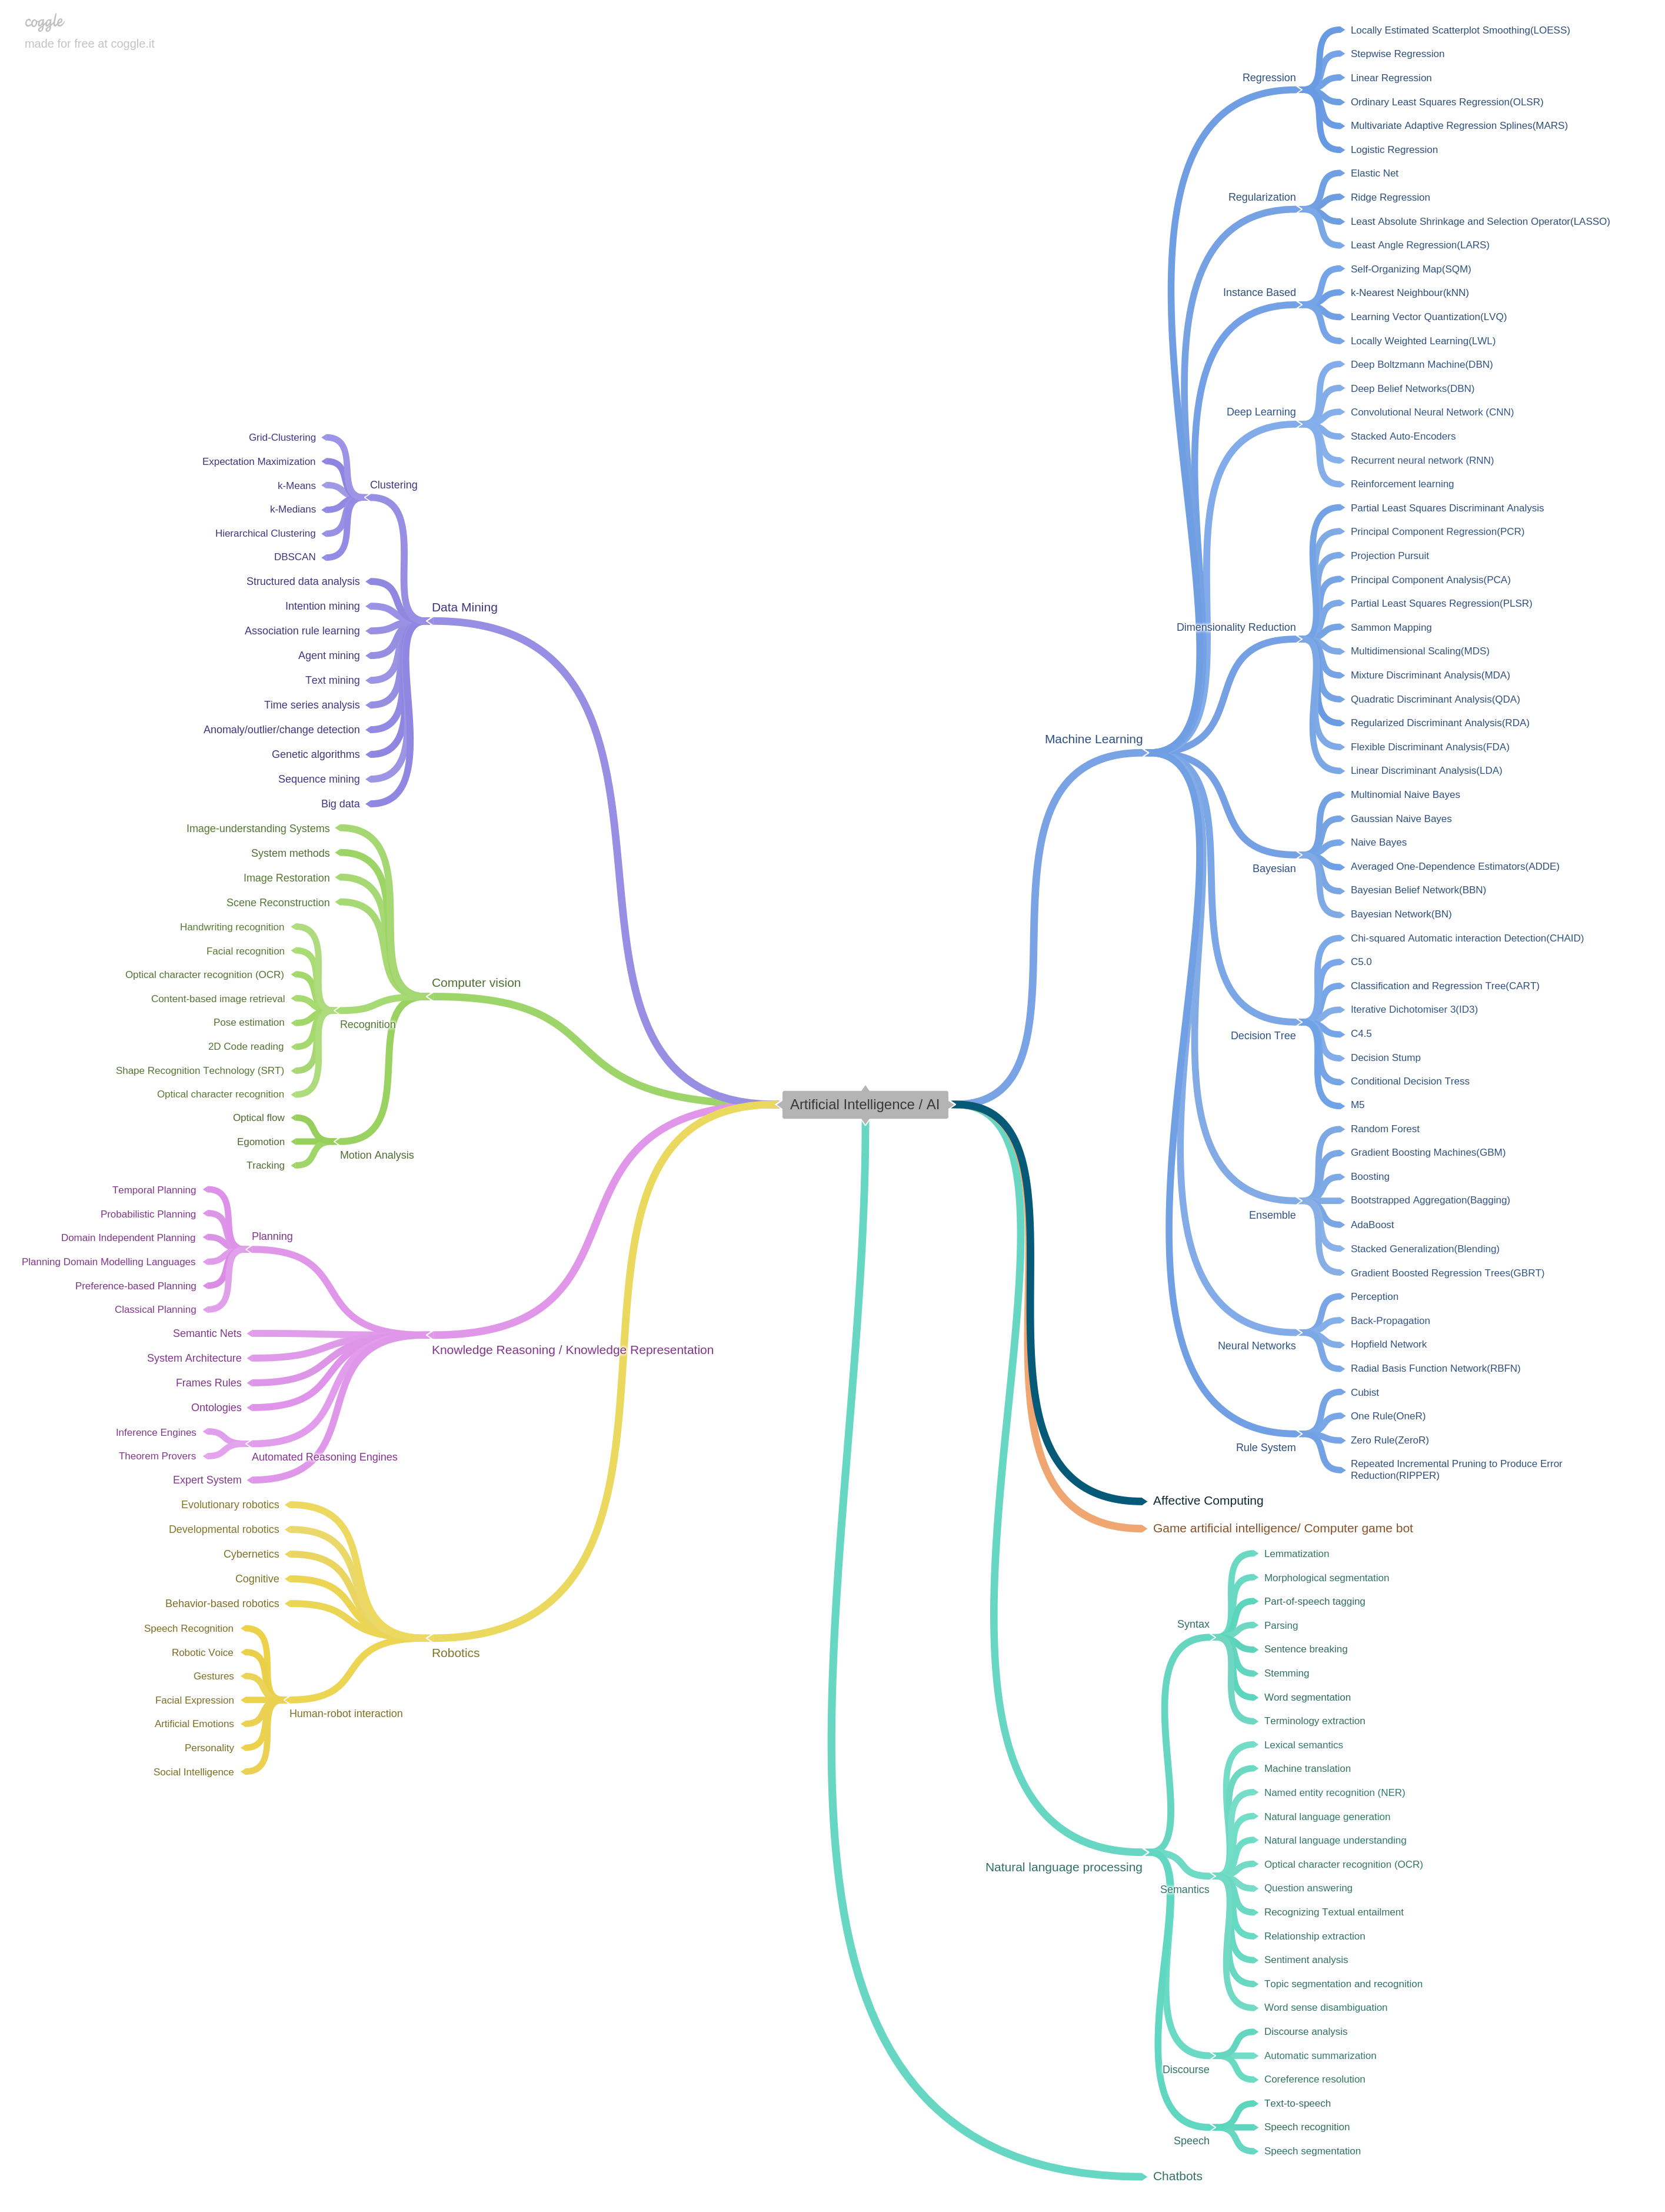 coggle
made for free at coggle.it
Artificial Intelligence / AI
Machine Learning
Regression
Locally Estimated Scatterplot Smoothing(LOESS)
Stepwise Regression
Linear Regression
Ordinary Least Squares Regression(OLSR)
Multivariate Adaptive Regression Splines(MARS)
Logistic Regression
Regularization
Elastic Net
Ridge Regression
Least Absolute Shrinkage and Selection Operator(LASSO)
Least Angle Regression(LARS)
Instance Based
Self-Organizing Map(SQM)
k-Nearest Neighbour(kNN)
Learning Vector Quantization(LVQ)
Locally Weighted Learning(LWL)
Deep Learning
Deep Boltzmann Machine(DBN)
Deep Belief Networks(DBN)
Convolutional Neural Network (CNN)
Stacked Auto-Encoders
Recurrent neural network (RNN)
Reinforcement learning
Dimensionality Reduction
Partial Least Squares Discriminant Analysis
Principal Component Regression(PCR)
Projection Pursuit
Principal Component Analysis(PCA)
Partial Least Squares Regression(PLSR)
Sammon Mapping
Multidimensional Scaling(MDS)
Mixture Discriminant Analysis(MDA)
Quadratic Discriminant Analysis(QDA)
Regularized Discriminant Analysis(RDA)
Flexible Discriminant Analysis(FDA)
Linear Discriminant Analysis(LDA)
Bayesian
Multinomial Naive Bayes
Gaussian Naive Bayes
Naive Bayes
Averaged One-Dependence Estimators(ADDE)
Bayesian Belief Network(BBN)
Bayesian Network(BN)
Decision Tree
Chi-squared Automatic interaction Detection(CHAID)
C5.0
Classification and Regression Tree(CART)
Iterative Dichotomiser 3(ID3)
C4.5
Decision Stump
Conditional Decision Tress
M5
Ensemble
Random Forest
Gradient Boosting Machines(GBM)
Boosting
Bootstrapped Aggregation(Bagging)
AdaBoost
Stacked Generalization(Blending)
Gradient Boosted Regression Trees(GBRT)
Neural Networks
Perception
Back-Propagation
Hopfield Network
Radial Basis Function Network(RBFN)
Rule System
Cubist
One Rule(OneR)
Zero Rule(ZeroR)
Repeated Incremental Pruning to Produce Error
Reduction(RIPPER)
Affective Computing
Game artificial intelligence/ Computer game bot
Natural language processing
Syntax
Lemmatization
Morphological segmentation
Part-of-speech tagging
Parsing
Sentence breaking
Stemming
Word segmentation
Terminology extraction
Semantics
Lexical semantics
Machine translation
Named entity recognition (NER)
Natural language generation
Natural language understanding
Optical character recognition (OCR)
Question answering
Recognizing Textual entailment
Relationship extraction
Sentiment analysis
Topic segmentation and recognition
Word sense disambiguation
Discourse
Discourse analysis
Automatic summarization
Coreference resolution
Speech
Text-to-speech
Speech recognition
Speech segmentation
Chatbots
Data Mining
Clustering
Grid-Clustering
Expectation Maximization
k-Means
k-Medians
Hierarchical Clustering
DBSCAN
Structured data analysis
Intention mining
Association rule learning
Agent mining
Text mining
Time series analysis
Anomaly/outlier/change detection
Genetic algorithms
Sequence mining
Big data
Computer vision
Image-understanding Systems
System methods
Image Restoration
Scene Reconstruction
Recognition
Handwriting recognition
Facial recognition
Optical character recognition (OCR)
Content-based image retrieval
Pose estimation
2D Code reading
Shape Recognition Technology (SRT)
Optical character recognition
Motion Analysis
Optical flow
Egomotion
Tracking
Knowledge Reasoning / Knowledge Representation
Planning
Temporal Planning
Probabilistic Planning
Domain Independent Planning
Planning Domain Modelling Languages
Preference-based Planning
Classical Planning
Semantic Nets
System Architecture
Frames Rules
Ontologies
Automated Reasoning Engines
Inference Engines
Theorem Provers
Expert System
Robotics
Evolutionary robotics
Developmental robotics
Cybernetics
Cognitive
Behavior-based robotics
Human-robot interaction
Speech Recognition
Robotic Voice
Gestures
Facial Expression
Artificial Emotions
Personality
Social Intelligence